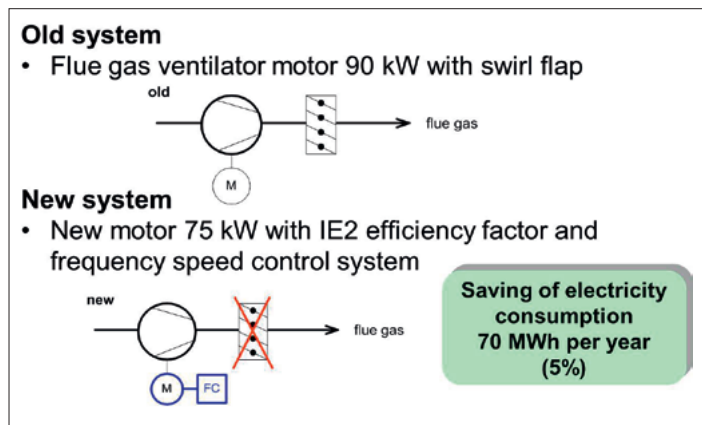 Old system
• Flue gas ventilator motor 90 kW with swirl flap
old
flue gas
M
New system
• New motor 75 kW with IE2 efficiency factor and
frequency speed control system
new
flue gas
M
FC
Saving of electricity
consumption
70 MWh per year
(5%)